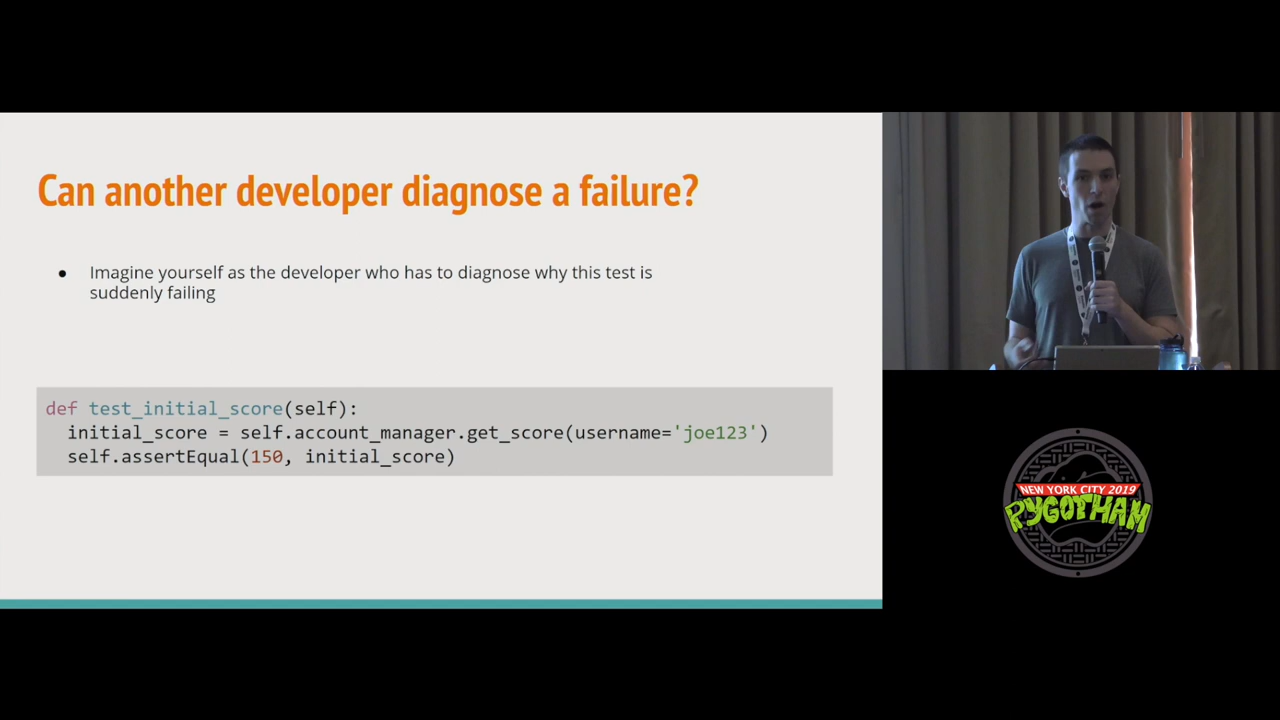 Can another developer diagnose a failure?
● Imagine yourself as the developer who has to diagnose why this test is
suddenly failing
def test_initial_score(self):
initial_score = self.account_manager.get_score(username='joe123')
self.assertEqual(150, initial_score)
NEW YORK CITY 2019
PYGOTHAM